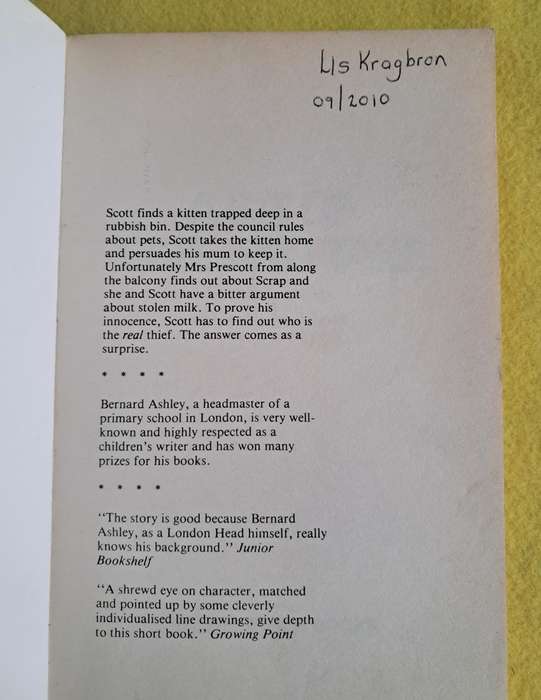 Lis Kragbron
09/2010
Scott finds a kitten trapped deep in a
rubbish bin. Despite the council rules
about pets, Scott takes the kitten home
and persuades his mum to keep it.
Unfortunately Mrs Prescott from along
the balcony finds out about Scrap and
she and Scott have a bitter argument
about stolen milk. To prove his
innocence, Scott has to find out who is
the real thief. The answer comes as a
surprise.
* * * *
Bernard Ashley, a headmaster of a
primary school in London, is very well-
known and highly respected as a
children's writer and has won many
prizes for his books.
* * * *
"The story is good because Bernard
Ashley, as a London Head himself, really
knows his background." Junior
Bookshelf
"A shrewd eye on character, matched
and pointed up by some cleverly
individualised line drawings, give depth
to this short book." Growing Point